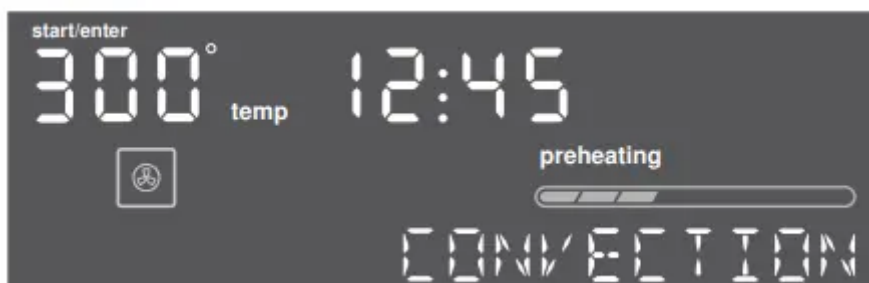 start/enter
300° temp 12:45
preheating
CONVECTION